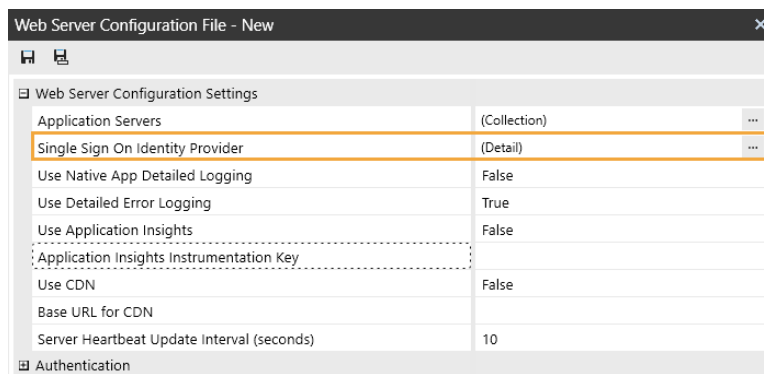 Web Server Configuration File - New
Web Server Configuration Settings
Application Servers (Collection) ...
Single Sign On Identity Provider (Detail) ...
Use Native App Detailed Logging False
Use Detailed Error Logging True
Use Application Insights False
Application Insights Instrumentation Key
Use CDN False
Base URL for CDN
Server Heartbeat Update Interval (seconds) 10
Authentication